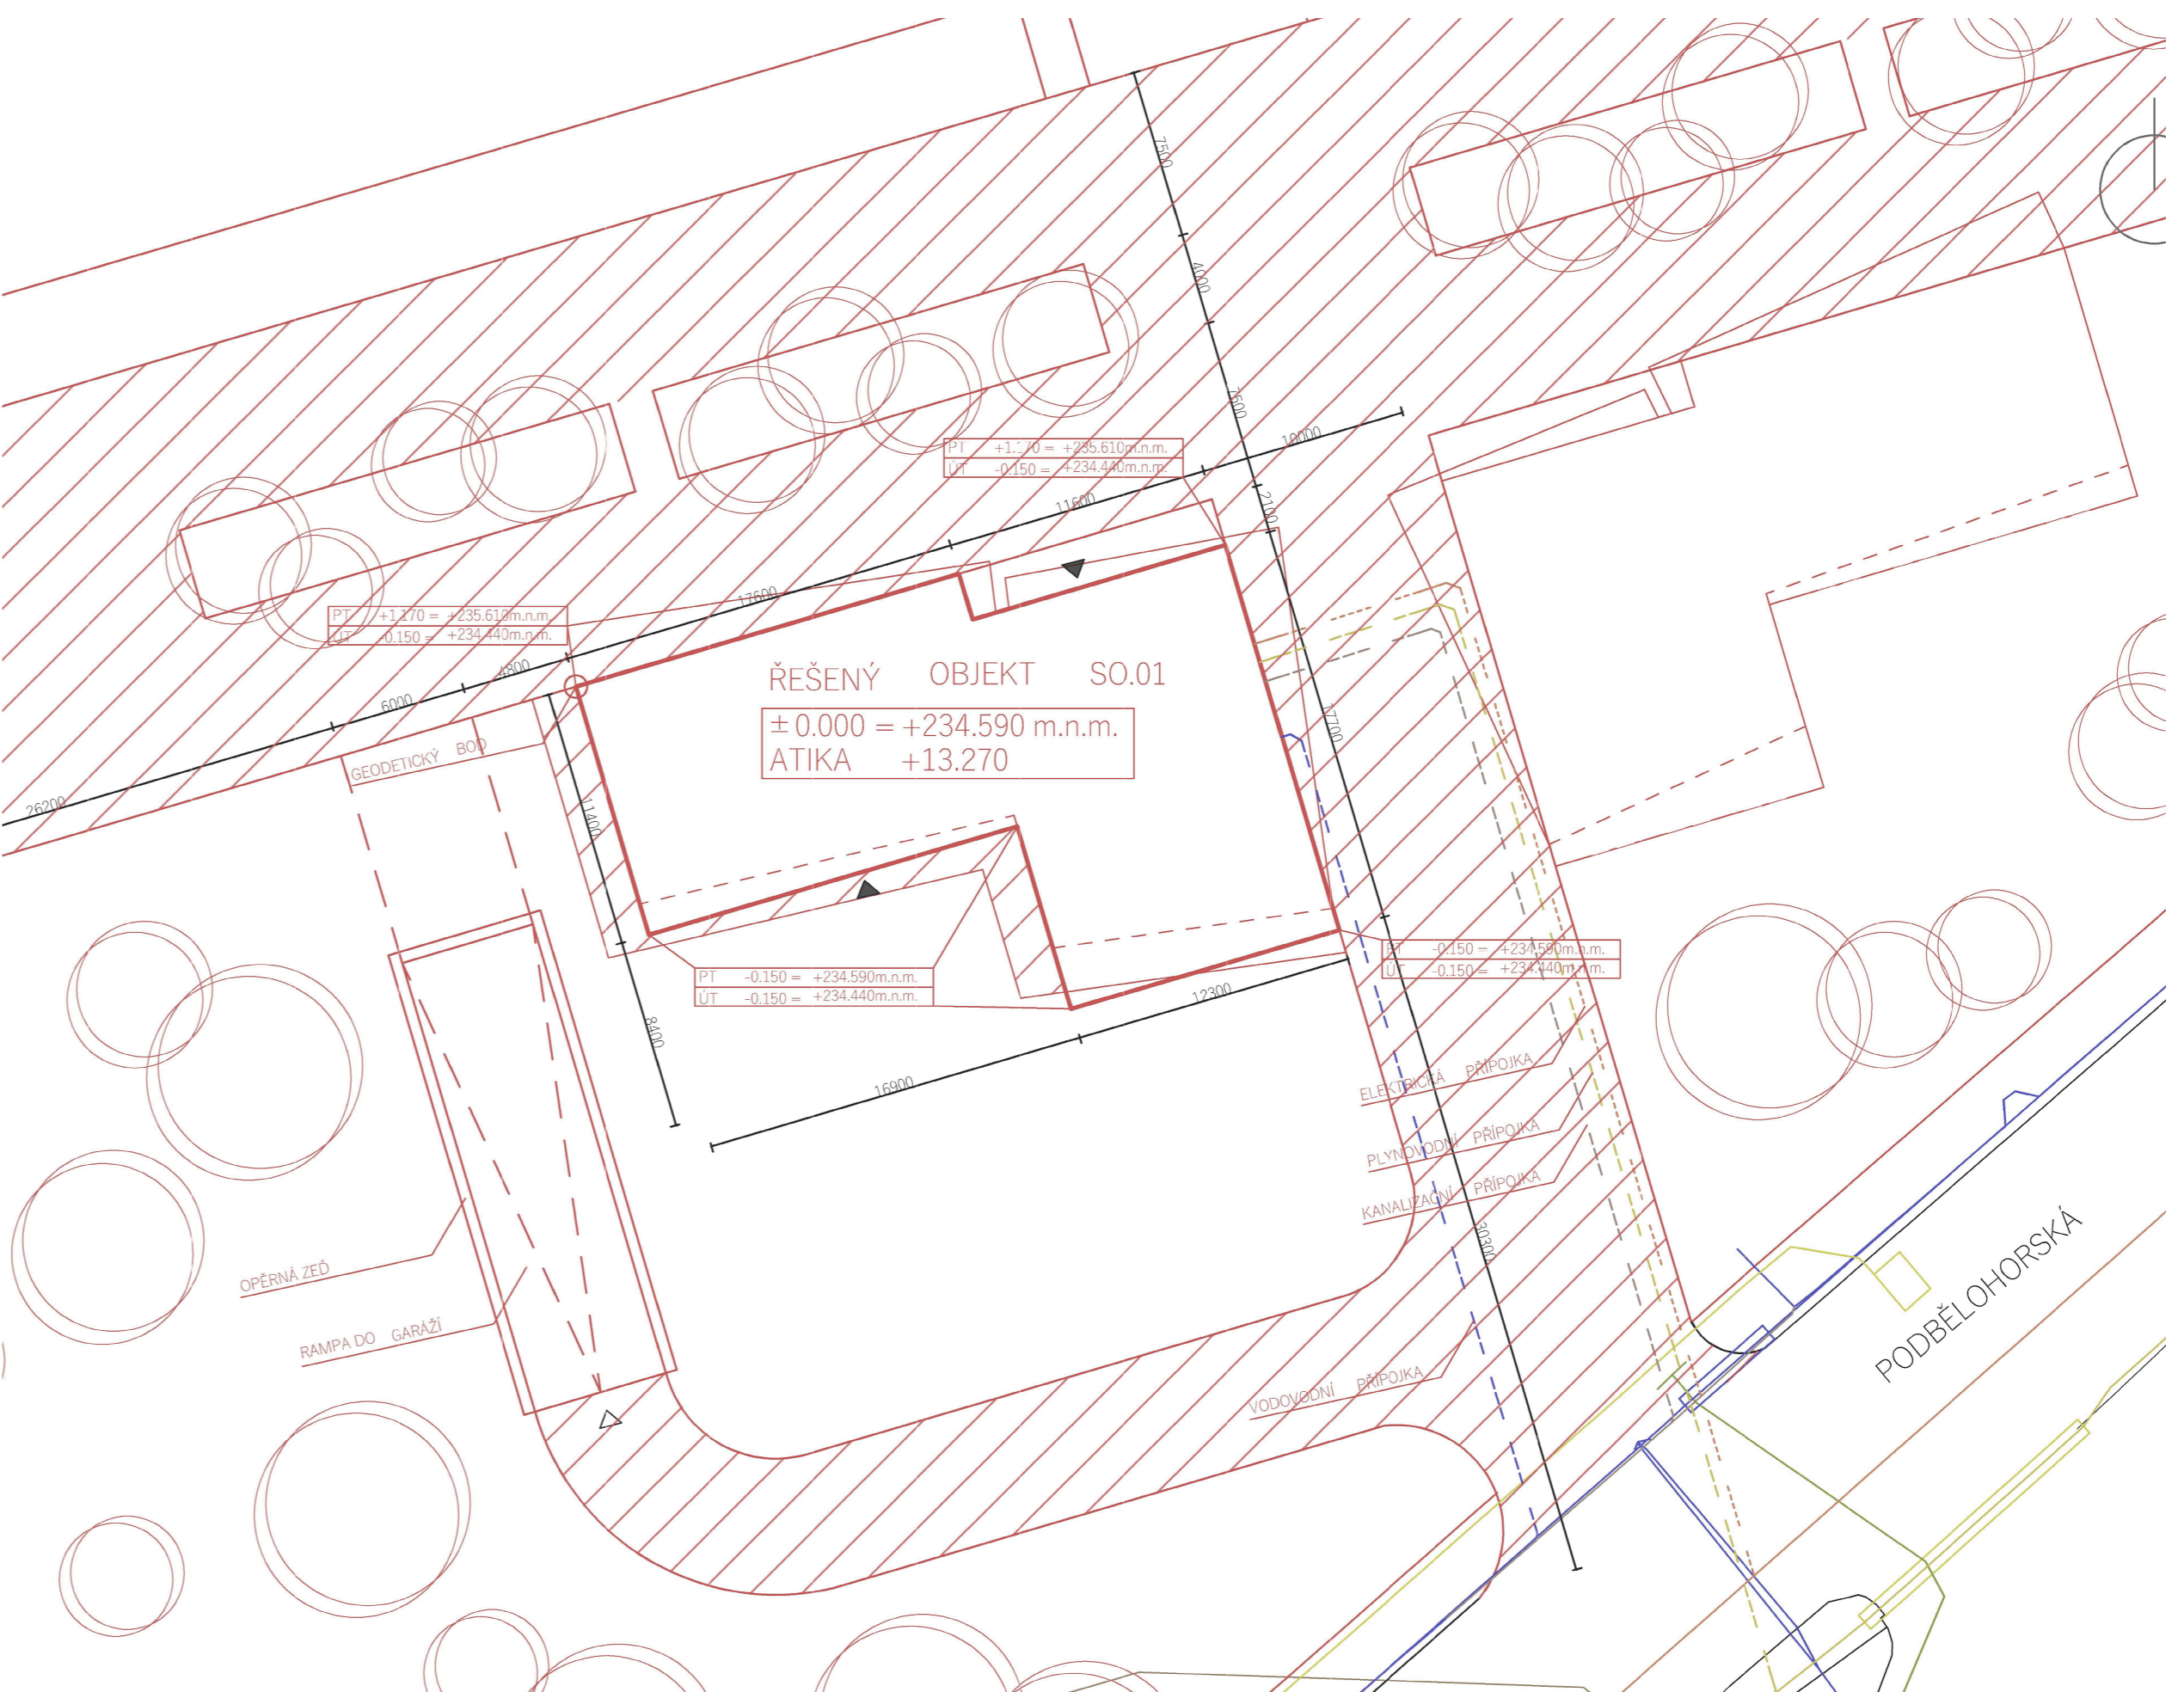 7500
4000
7500
10000
PT +1.170 = +235.610m.n.m.
ÚT -0.150 = +234.440m.n.m.
11600
2100
17600
PT +1.170 = +235.610m.n.m.
ÚT -0.150 = +234.440m.n.m.
4800
6000
ŘEŠENÝ OBJEKT SO.01
±0.000 = +234.590 m.n.m.
ATIKA +13.270
17700
GEODETICKÝ BOD
26200
11400
PT -0.150 = +234.590m.n.m.
ÚT -0.150 = +234.440m.n.m.
PT -0.150 = +234.590m.n.m.
ÚT -0.150 = +234.440m.n.m.
12300
8400
16900
ELEKTRICKÁ PŘÍPOJKA
PLYNOVODNÍ PŘÍPOJKA
KANALIZAČNÍ PŘÍPOJKA
30300
OPĚRNÁ ZEĎ
RAMPA DO GARÁŽÍ
VODOVODNÍ PŘÍPOJKA
PODBĚLOHORSKÁ